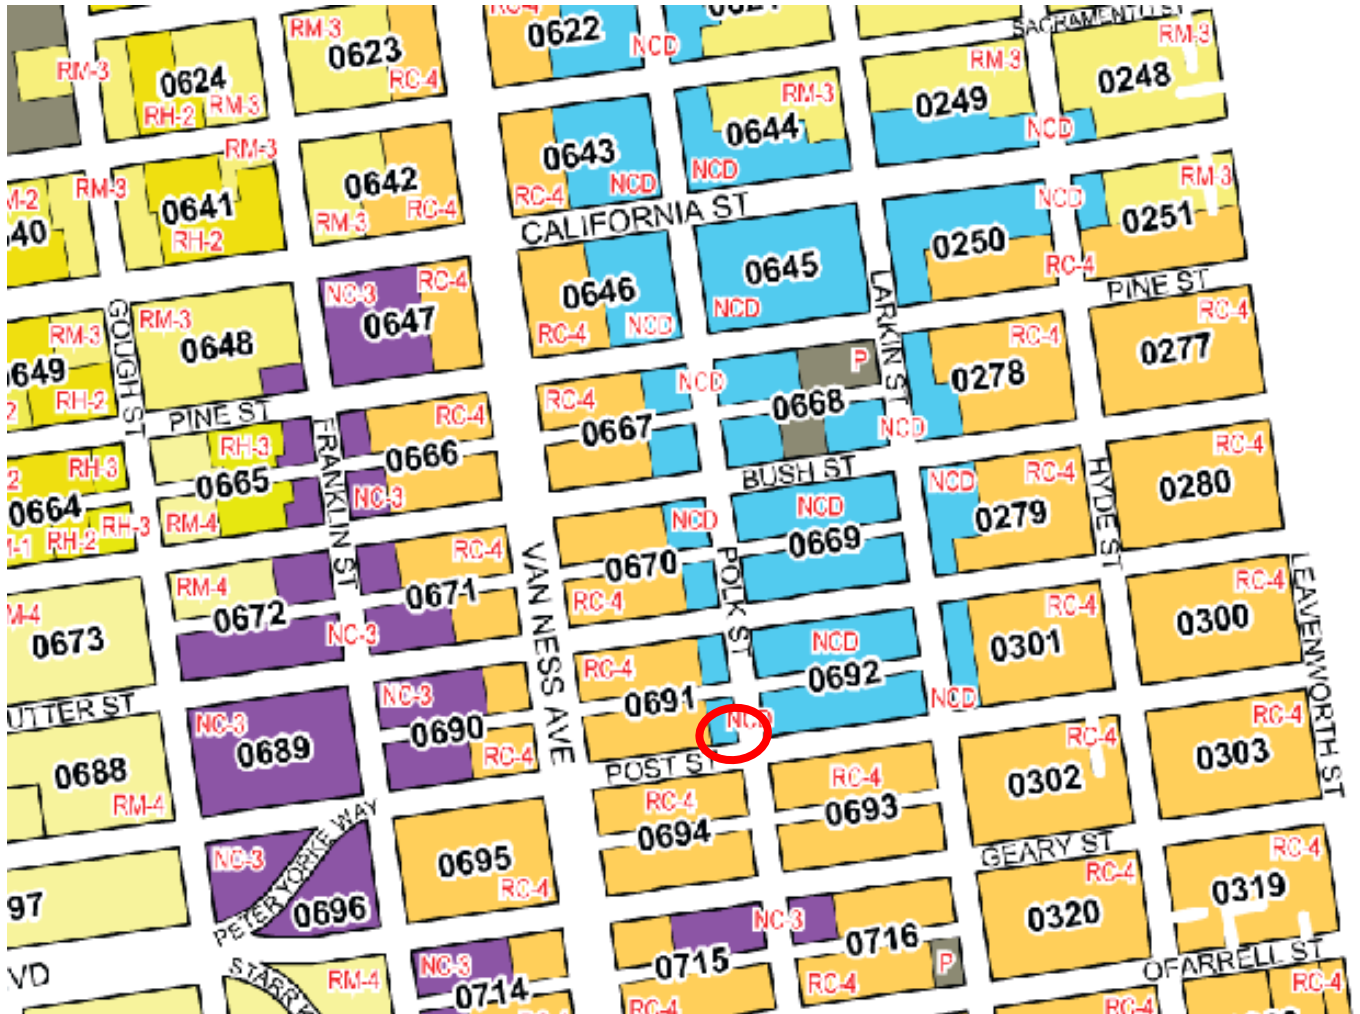 SACRAMENTO ST
RC-4
0622
NCD
RM-3
0623
RC-4
RM-3
0624
RM-3
RH-2
RM-3
0249
RM-3
0248
NCD
RM-3
0644
NCD
0643
RC-4
NCD
RM-3
0642
RM-3
RC-4
RM-3
RM-3
0641
RH-2
CALIFORNIA ST
NCD
RM-3
0251
0250
RC-4
PINE ST
0645
NCD
0646
RC-4
NCD
RC-4
NC-3
0647
RM-3
0648
GOUGH ST
RM-3
0649
RH-2
LARKIN ST
RC-4
0277
RC-4
0278
P
0668
NCD
NCD
RC-4
0667
RC-4
0666
NC-3
PINE ST
RH-3
0665
RM-4
FRANKLIN ST
RH-3
0664
RH-3
RH-2
BUSH ST
RC-4
0280
HYDE ST
RC-4
NCD
0279
NCD
0669
NCD
0670
RC-4
POLK ST
VAN NESS AVE
RC-4
0671
RM-4
0672
NC-3
0673
LEAVENWORTH ST
RC-4
0300
RC-4
0301
NCD
NCD
0692
RC-4
0691
NCD
NC-3
0690
RC-4
NC-3
0689
UTTER ST
0688
RM-4
POST ST
RC-4
0303
RC-4
0302
RC-4
0693
RC-4
0694
GEARY ST
PETER YORKE WAY
0695
RC-4
NC-3
0696
97
RC-4
0319
RC-4
0320
NC-3
0716
RC-4
P
0715
RC-4
NC-3
0714
OFARRELL ST
RC-4
RC-4
RM-4
VD